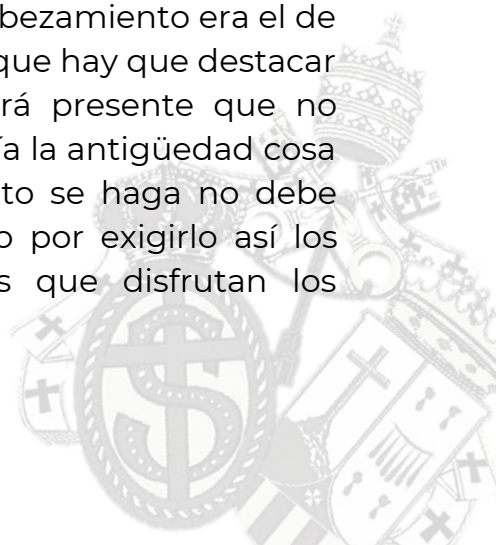 bezamiento era el de
que hay que destacar
rá presente que no
ía la antigüedad cosa
to se haga no debe
o por exigirlo así los
s que disfrutan los